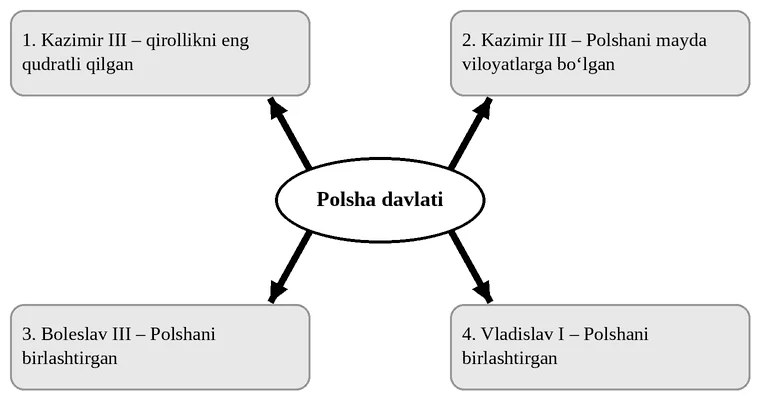 1. Kazimir III – qirollikni eng
qudratli qilgan
2. Kazimir III – Polshani mayda
viloyatlarga bo‘lgan
Polsha davlati
3. Boleslav III – Polshani
birlashtirgan
4. Vladislav I – Polshani
birlashtirgan